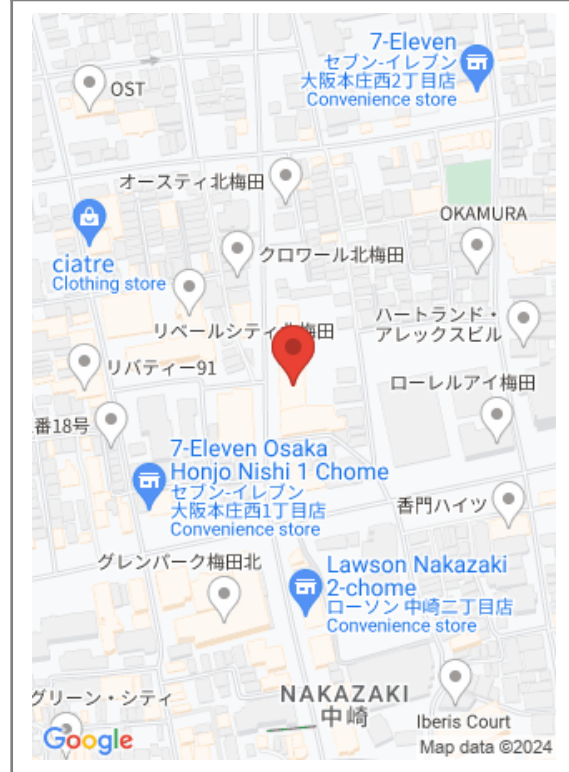 7-Eleven
セブン-イレブン
大阪本庄西2丁目店
Convenience store
OST
オースティ北梅田
OKAMURA
クロワール北梅田
ciatre
Clothing store
リベールシティ北梅田
ハートランド・
アレックスビル
リバティー91
ローレルアイ梅田
番18号
7-Eleven Osaka
Honjo Nishi 1 Chome
セブン-イレブン
大阪本庄西1丁目店
Convenience store
香門ハイツ
グレンパーク梅田北
Lawson Nakazaki
2-chome
ローソン 中崎二丁目店
Convenience store
グリーン・シティ
NAKAZAKI
中崎
Iberis Court
Google
Map data ©2024